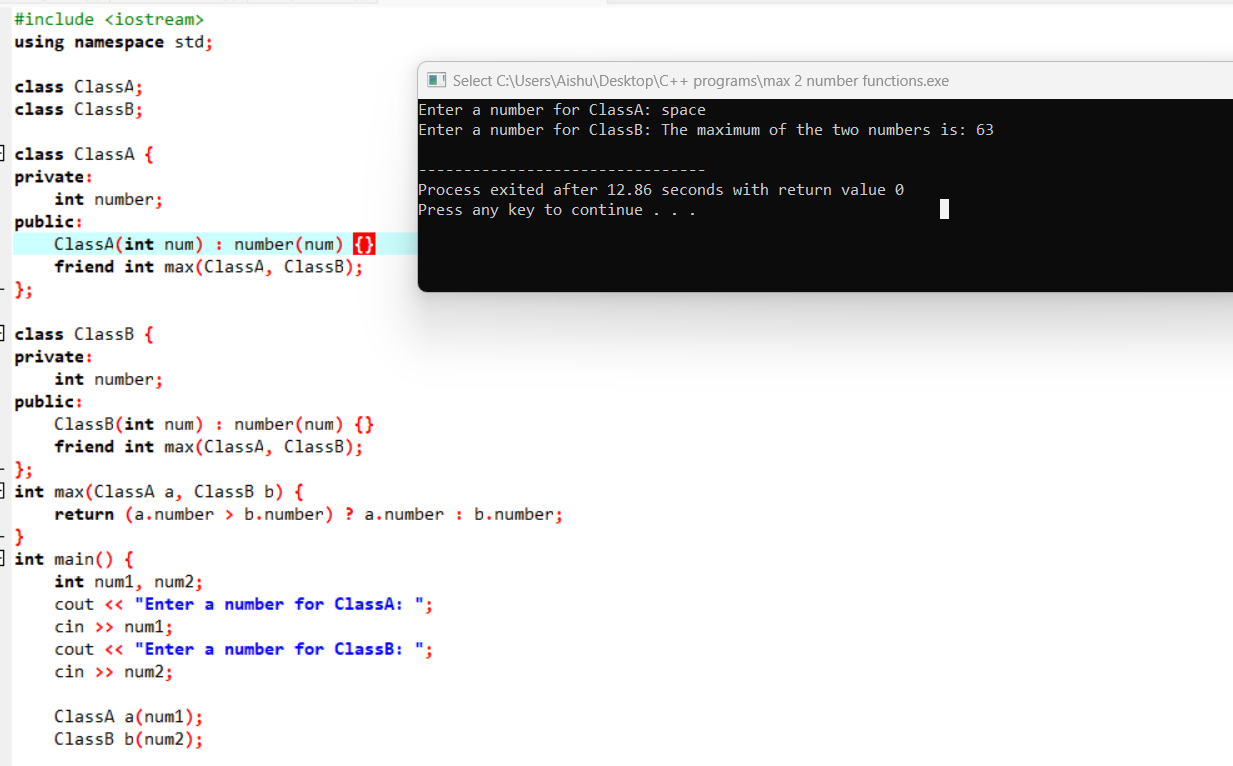 #include <iostream>
using namespace std;
class ClassA;
class ClassB;
class ClassA {
private:
int number;
public:
ClassA(int num) : number(num) {}
friend int max(ClassA, ClassB);
};
class ClassB {
private:
int number;
public:
ClassB(int num) : number(num) {}
friend int max(ClassA, ClassB);
};
int max(ClassA a, ClassB b) {
return (a.number > b.number) ? a.number : b.number;
}
int main() {
int num1, num2;
cout << "Enter a number for ClassA: ";
cin >> num1;
cout << "Enter a number for ClassB: ";
cin >> num2;
ClassA a(num1);
ClassB b(num2);
Select C:\Users\Aishu\Desktop\C++ programs\max 2 number functions.exe
Enter a number for ClassA: space
Enter a number for ClassB: The maximum of the two numbers is: 63
--------------------------------
Process exited after 12.86 seconds with return value 0
Press any key to continue . . .